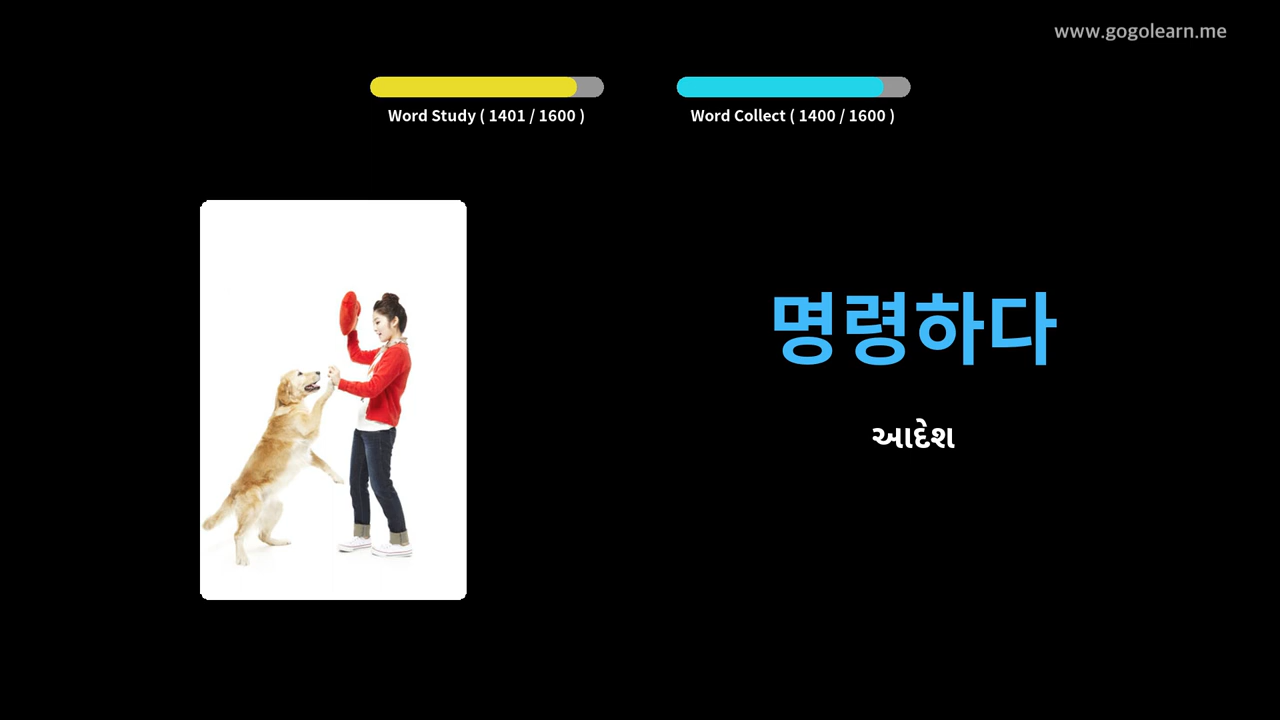 www.gogolearn.me
Word Study ( 1401 / 1600 )
Word Collect ( 1400 / 1600 )
명령하다
આદેશ